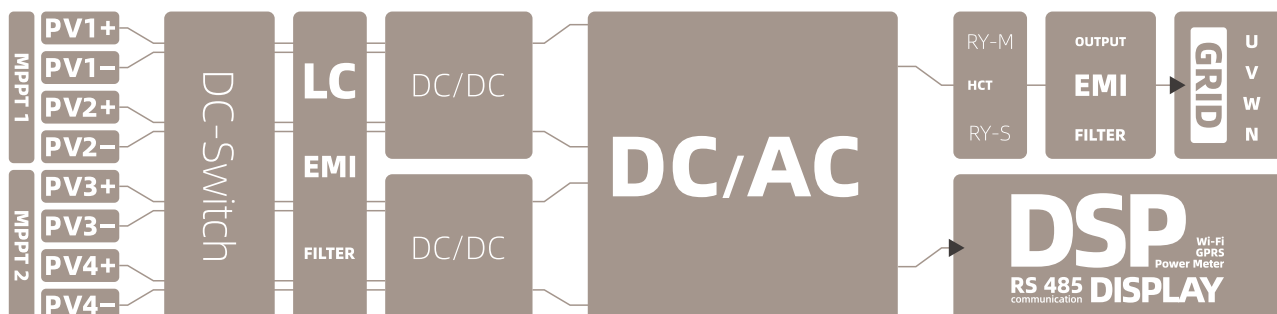 MPPT 1
PV1+
PV1-
PV2+
PV2-
MPPT 2
PV3+
PV3-
PV4+
PV4-
DC-Switch
LC
EMI
FILTER
DC/DC
DC/DC
DC/AC
RY-M
HCT
RY-S
OUTPUT
EMI
FILTER
GRID
U
V
W
N
DSP
Wi-Fi
GPRS
Power Meter
RS 485
communication
DISPLAY